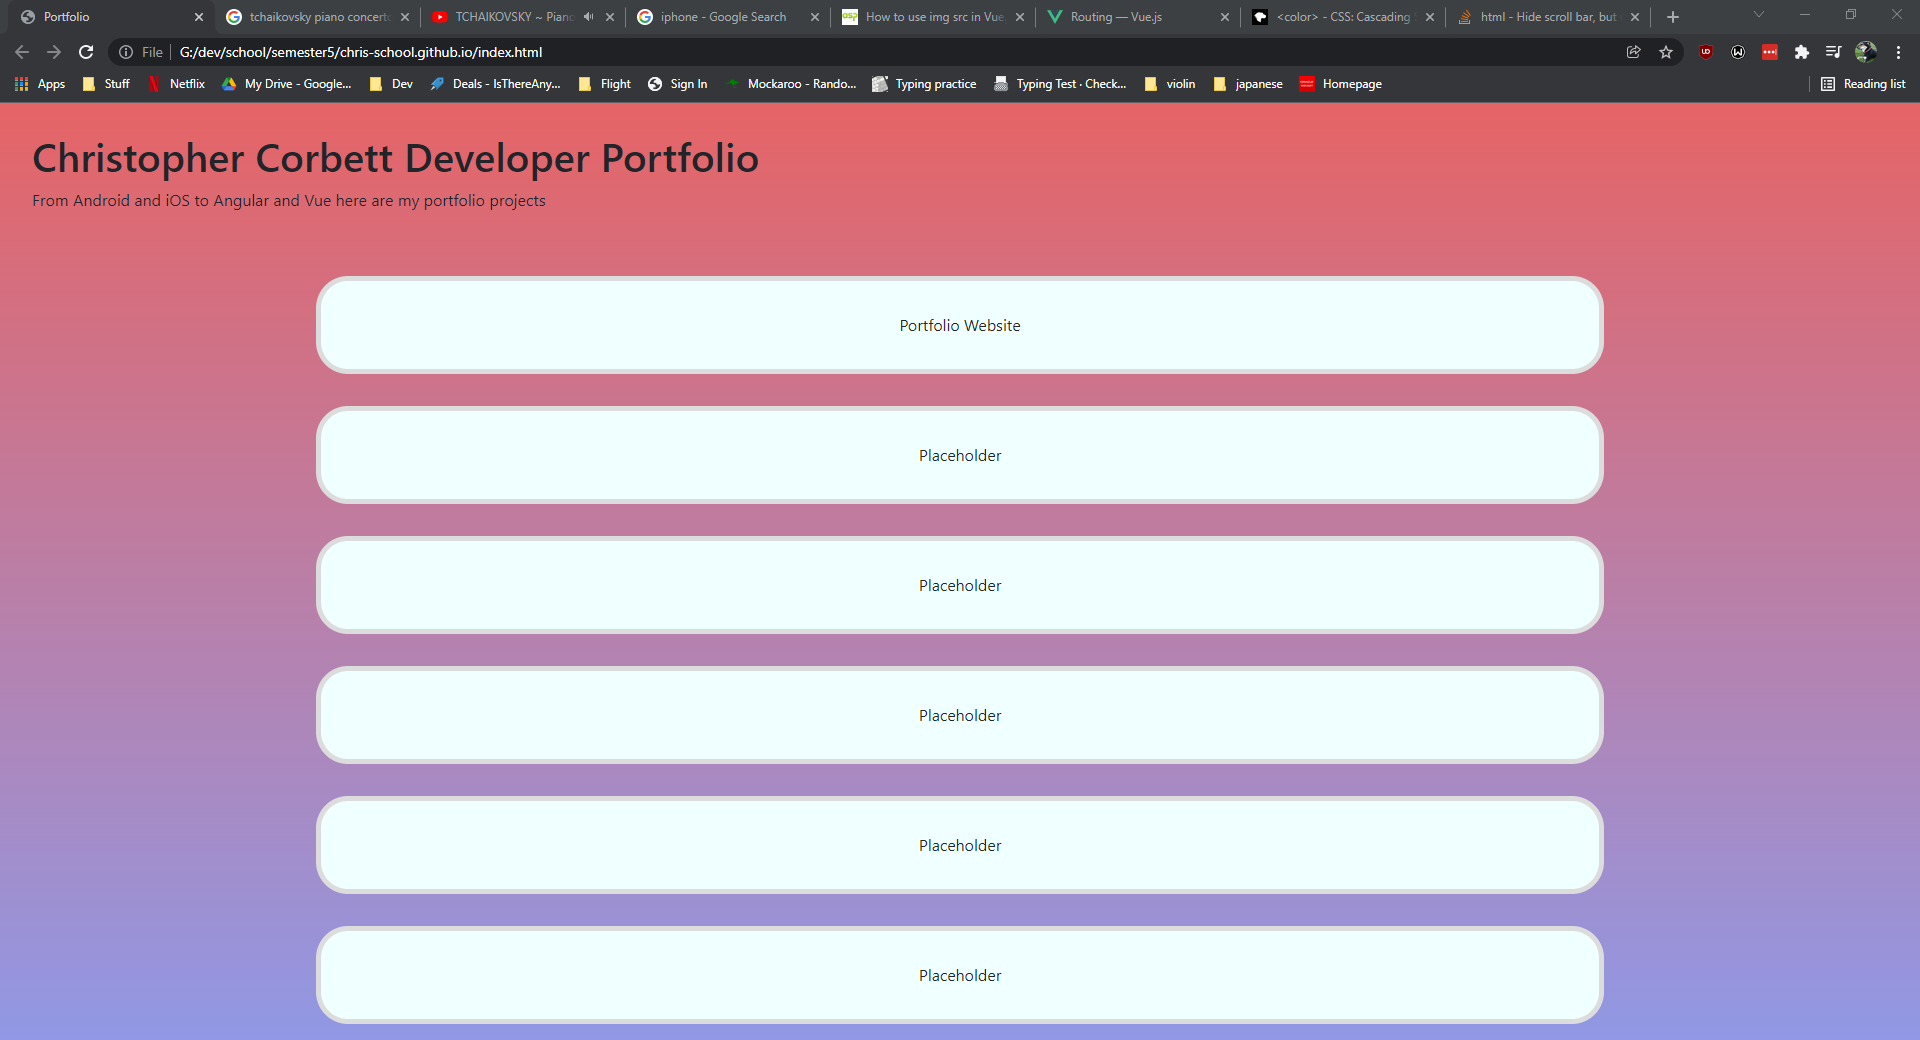 Portfolio
tchaikovsky piano concerto
TCHAIKOVSKY ~ Piano
iphone - Google Search
How to use img src in Vue
Routing — Vue.js
<color> - CSS: Cascading
html - Hide scroll bar, but
File
G:/dev/school/semester5/chris-school.github.io/index.html
Apps
Stuff
Netflix
My Drive - Google...
Dev
Deals - IsThereAny...
Flight
Sign In
Mockaroo - Rando...
Typing practice
Typing Test · Check...
violin
japanese
Homepage
Reading list
Christopher Corbett Developer Portfolio
From Android and iOS to Angular and Vue here are my portfolio projects
Portfolio Website
Placeholder
Placeholder
Placeholder
Placeholder
Placeholder